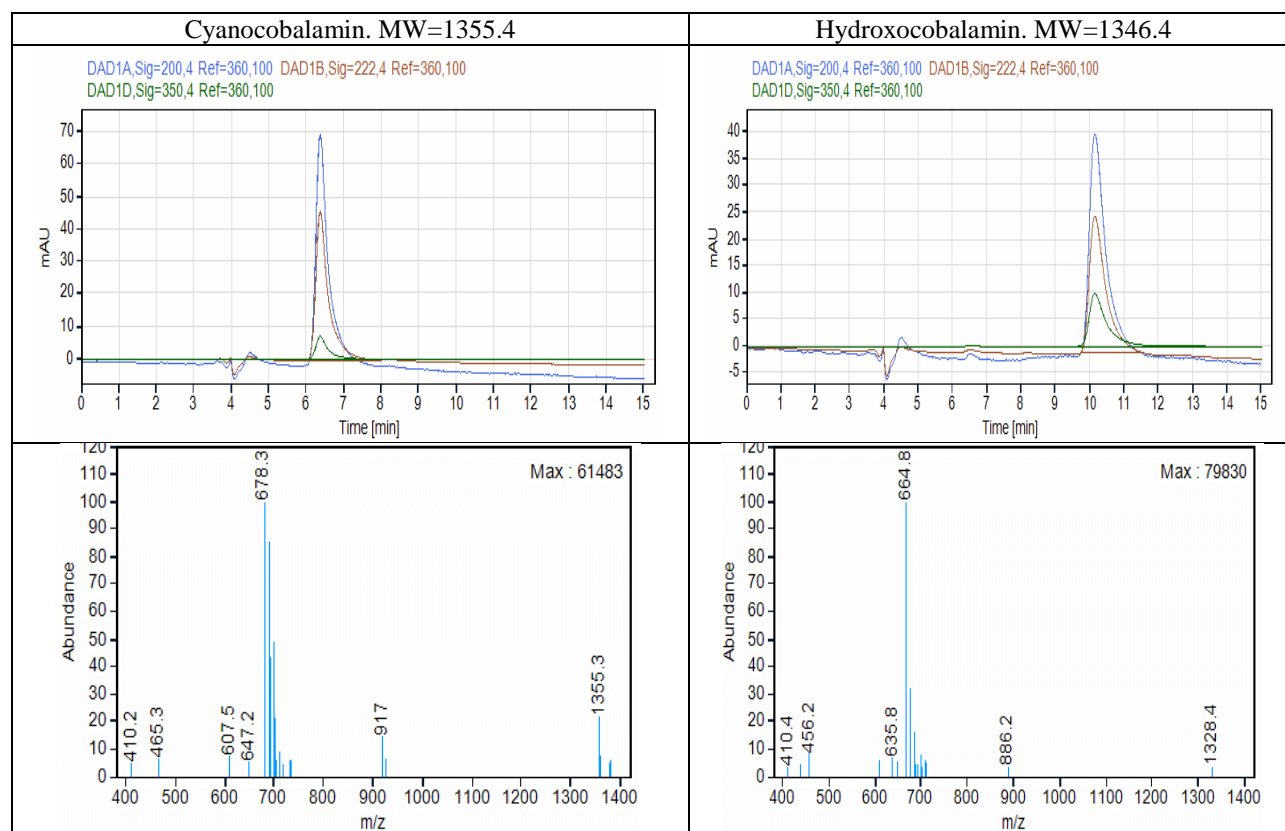 Cyanocobalamin. MW=1355.4
DAD1A,Sig=200,4 Ref=360,100 DAD1B,Sig=222,4 Ref=360,100
DAD1D,Sig=350,4 Ref=360,100
70
60
50
40
30
20
10
0
mAU
0 1 2 3 4 5 6 7 8 9 10 11 12 13 14 15
Time [min]
Hydroxocobalamin. MW=1346.4
DAD1A,Sig=200,4 Ref=360,100 DAD1B,Sig=222,4 Ref=360,100
DAD1D,Sig=350,4 Ref=360,100
40
35
30
25
20
15
10
5
0
-5
mAU
0 1 2 3 4 5 6 7 8 9 10 11 12 13 14 15
Time [min]
120
110
100
90
80
70
60
50
40
30
20
10
0
Abundance
Max : 61483
410.2
465.3
607.5
647.2
678.3
917
1355.3
400 500 600 700 800 900 1000 1100 1200 1300 1400
m/z
120
110
100
90
80
70
60
50
40
30
20
10
0
Abundance
Max : 79830
410.4
456.2
635.8
664.8
886.2
1328.4
400 500 600 700 800 900 1000 1100 1200 1300 1400
m/z